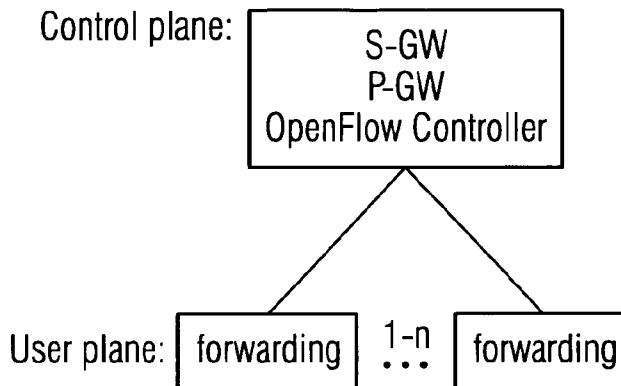 Control plane:
S-GW
P-GW
OpenFlow Controller
User plane:
forwarding
1-n
...
forwarding